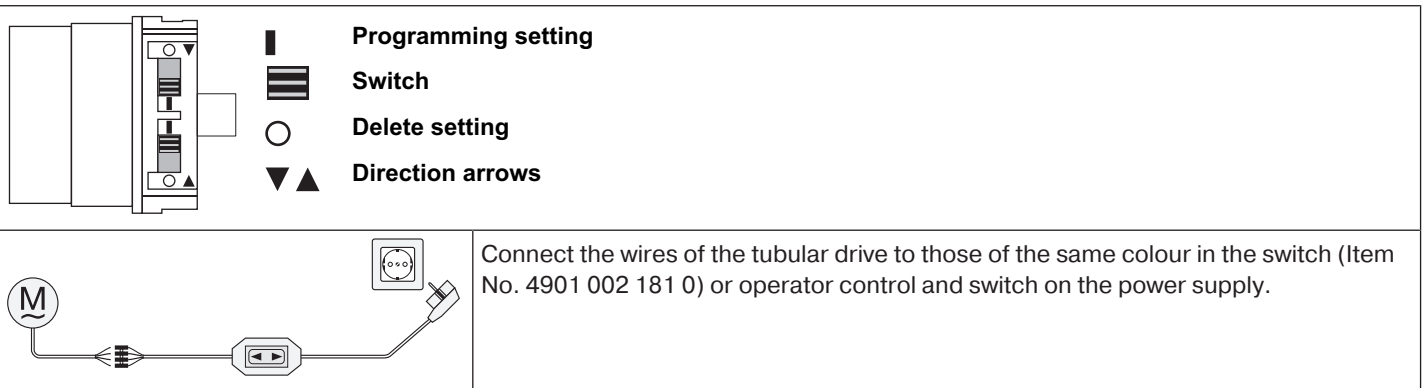 Programming setting
Switch
Delete setting
Direction arrows
M
Connect the wires of the tubular drive to those of the same colour in the switch (Item
No. 4901 002 181 0) or operator control and switch on the power supply.